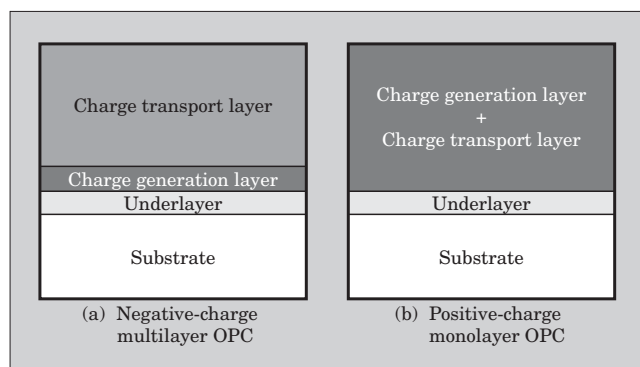 Charge transport layer
Charge generation layer
Underlayer
Substrate
(a) Negative-charge
multilayer OPC
Charge generation layer
+
Charge transport layer
Underlayer
Substrate
(b) Positive-charge
monolayer OPC